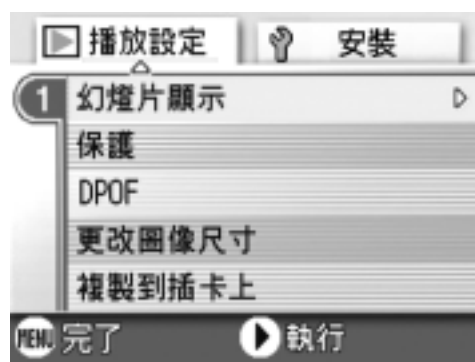 播放設定 安裝
1 幻燈片顯示
保護
DPOF
更改圖像尺寸
複製到插卡上
MENU 完了 執行